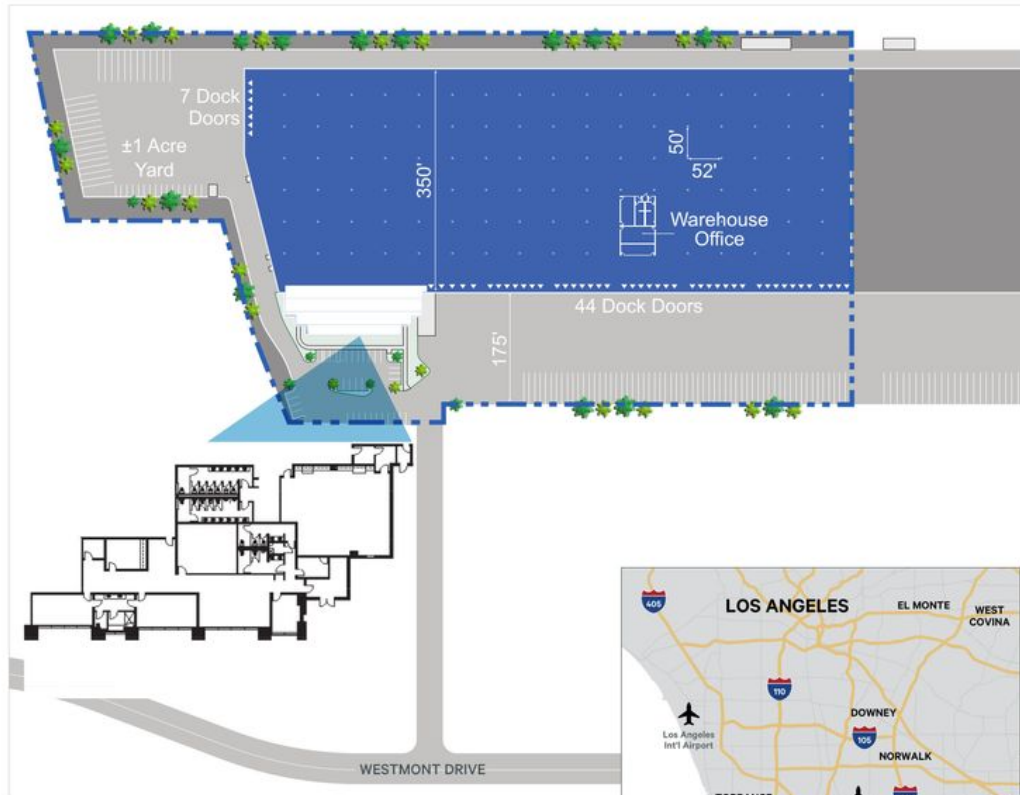 7 Dock
Doors
±1 Acre
Yard
350'
50'
52'
Warehouse
Office
44 Dock Doors
175'
405
LOS ANGELES
EL MONTE
WEST
COVINA
110
DOWNEY
Los Angeles
Int'l Airport
105
NORWALK
WESTMONT DRIVE